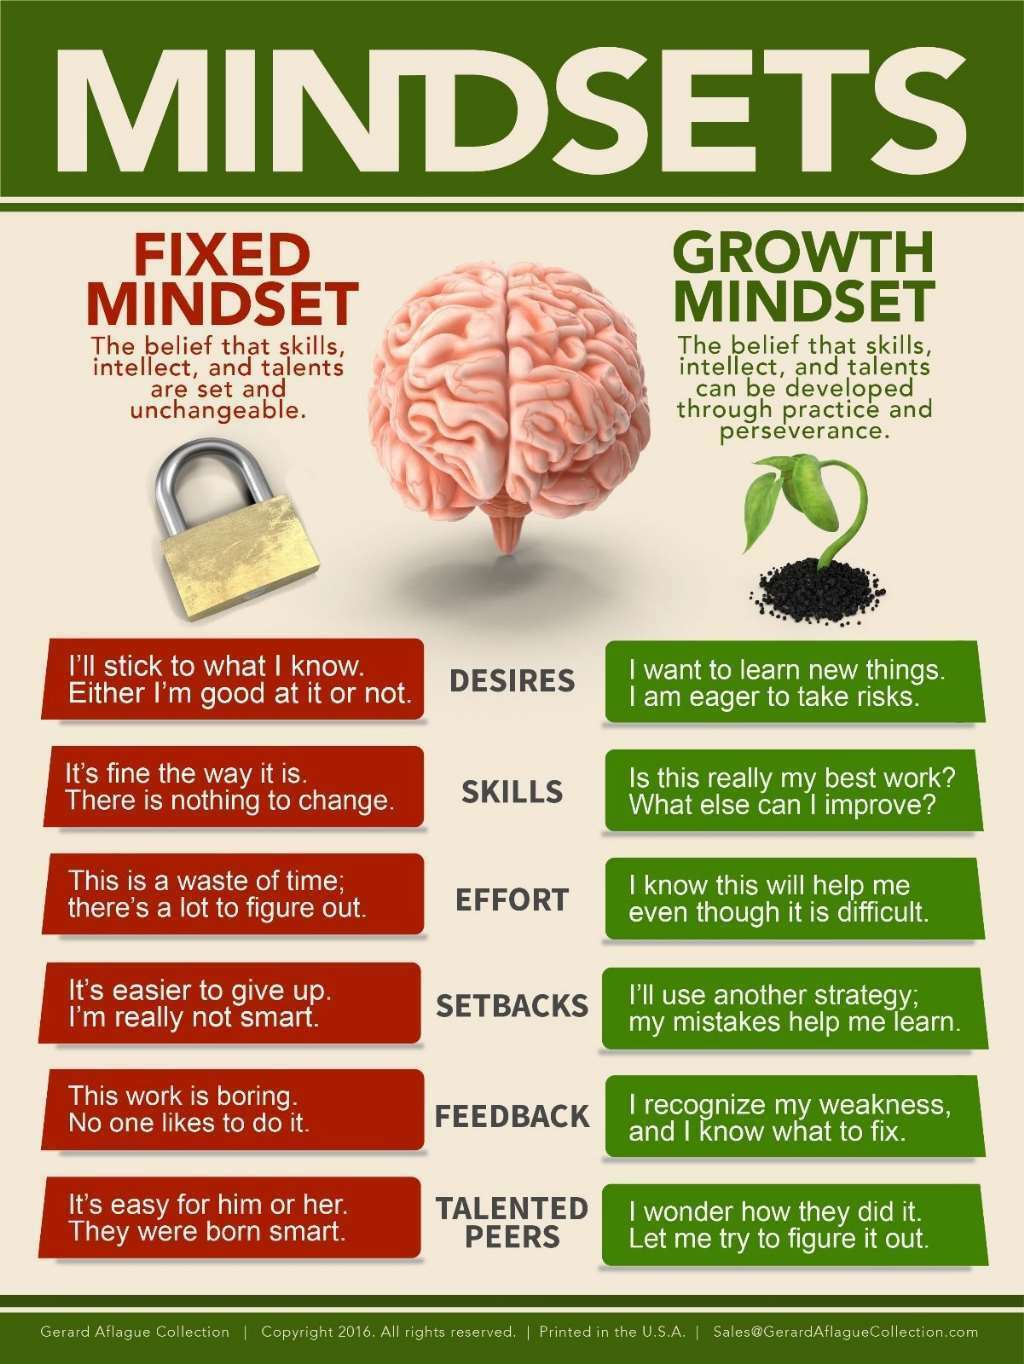 MINDSETS
FIXED
MINDSET
The belief that skills,
intellect, and talents
are set and
unchangeable.
GROWTH
MINDSET
The belief that skills,
intellect, and talents
can be developed
through practice and
perseverance.
I'll stick to what I know.
Either I'm good at it or not.
DESIRES
I want to learn new things.
I am eager to take risks.
It's fine the way it is.
There is nothing to change.
SKILLS
Is this really my best work?
What else can I improve?
This is a waste of time;
there's a lot to figure out.
EFFORT
I know this will help me
even though it is difficult.
It's easier to give up.
I'm really not smart.
SETBACKS
I'll use another strategy;
my mistakes help me learn.
This work is boring.
No one likes to do it.
FEEDBACK
I recognize my weakness,
and I know what to fix.
It's easy for him or her.
They were born smart.
TALENTED
PEERS
I wonder how they did it.
Let me try to figure it out.
Gerard Aflague Collection | Copyright 2016. All rights reserved. | Printed in the U.S.A. | Sales@GerardAflagueCollection.com